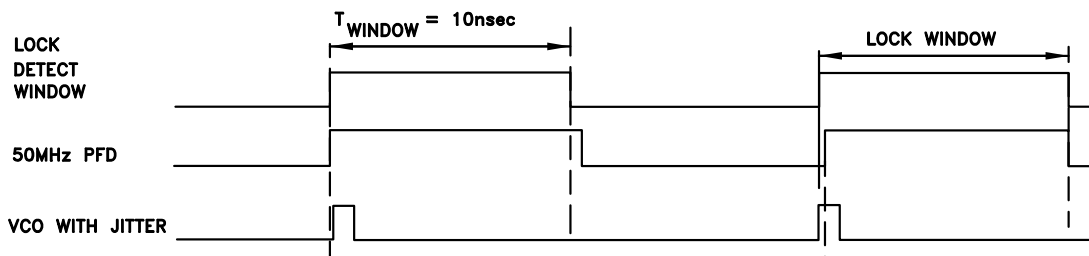 T WINDOW = 10nsec
LOCK WINDOW
LOCK
DETECT
WINDOW
50MHz PFD
VCO WITH JITTER